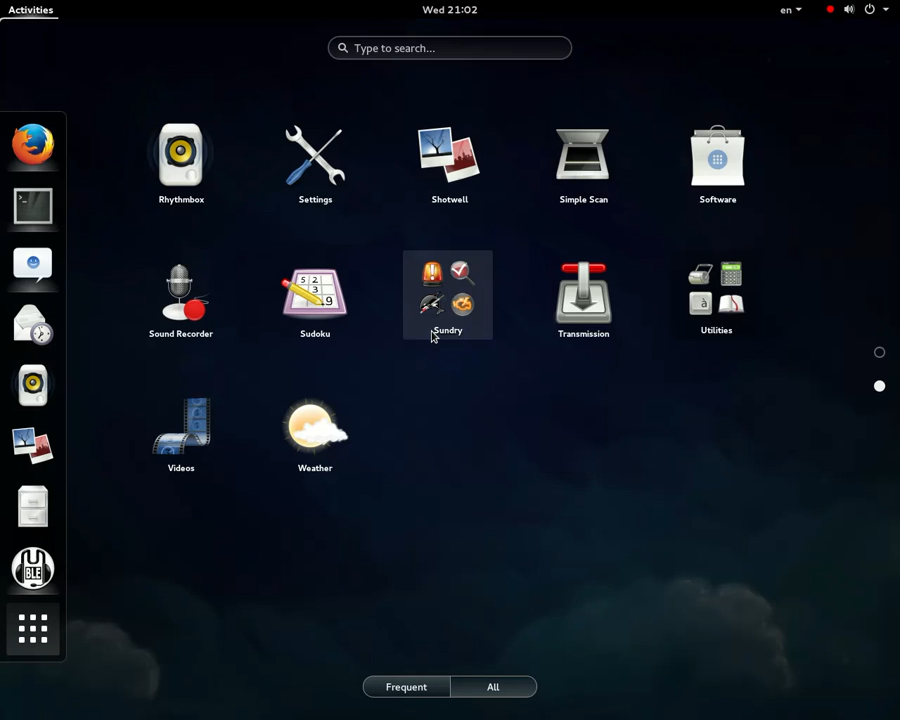 Activities
Wed 21:02
en
Type to search...
Rhythmbox
Settings
Shotwell
Simple Scan
Software
Sound Recorder
Sudoku
Sundry
Transmission
Utilities
Videos
Weather
BLE
Frequent
All